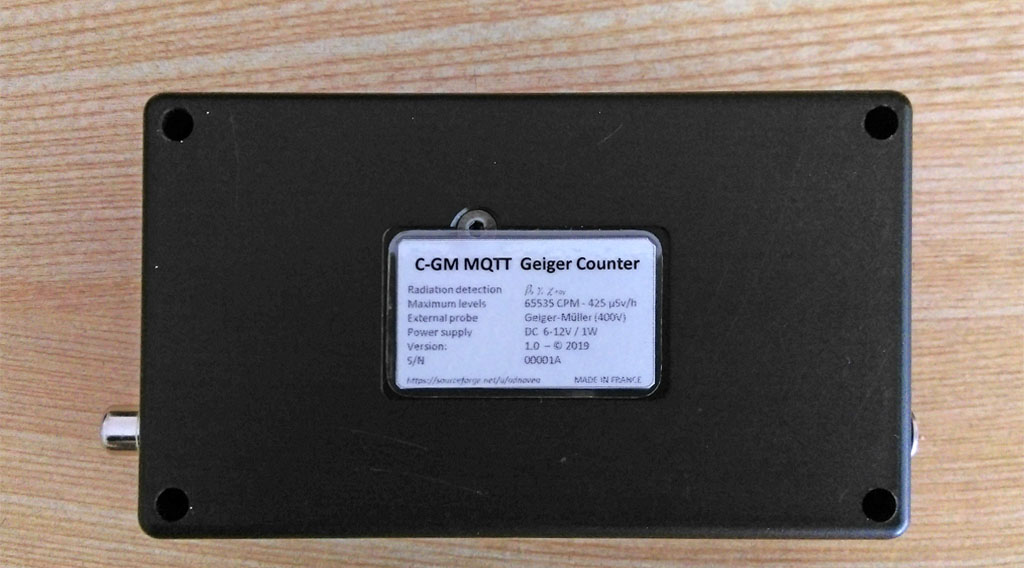 C-GM MQTT Geiger Counter
Radiation detection
Maximum levels 65535 CPM - 425 µSv/h
External probe Geiger-Müller (400V)
Power supply DC 6-12V / 1W
Version: 1.0 – © 2019
S/N 00001A
MADE IN FRANCE